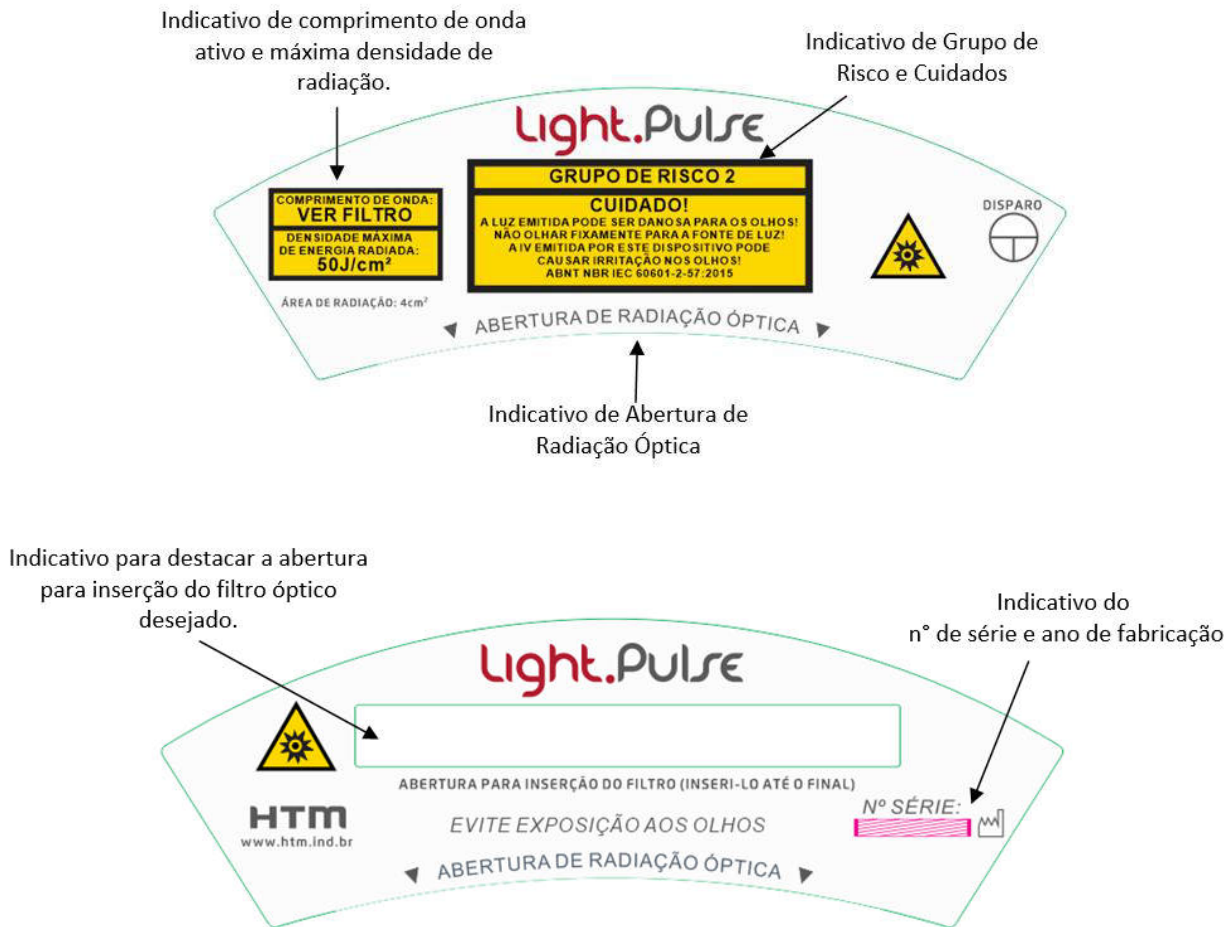 Indicativo de comprimento de onda
ativo e máxima densidade de
radiação.
Indicativo de Grupo de
Risco e Cuidados
Light.Pulse
COMPRIMENTO DE ONDA:
VER FILTRO
DENSIDADE MÁXIMA
DE ENERGIA RADIADA:
50J/cm²
ÁREA DE RADIAÇÃO: 4cm²
GRUPO DE RISCO 2
CUIDADO!
A LUZ EMITIDA PODE SER DANOSA PARA OS OLHOS!
NÃO OLHAR FIXAMENTE PARA A FONTE DE LUZ!
A IV EMITIDA POR ESTE DISPOSITIVO PODE
CAUSAR IRRITAÇÃO NOS OLHOS!
ABNT NBR IEC 60601-2-57:2015
DISPARO
ABERTURA DE RADIAÇÃO ÓPTICA
Indicativo de Abertura de
Radiação Óptica
Indicativo para destacar a abertura
para inserção do filtro óptico
desejado.
Indicativo do
n° de série e ano de fabricação
Light.Pulse
ABERTURA PARA INSERÇÃO DO FILTRO (INSERI-LO ATÉ O FINAL)
HTM
www.htm.ind.br
EVITE EXPOSIÇÃO AOS OLHOS
Nº SÉRIE:
ABERTURA DE RADIAÇÃO ÓPTICA